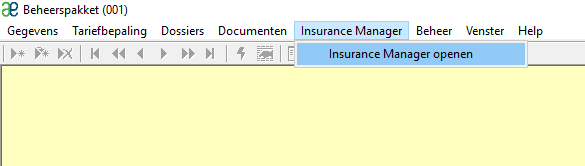 Beheerspakket (001)
Gegevens Tariefbepaling Dossiers Documenten Insurance Manager Beheer Venster Help
Insurance Manager openen